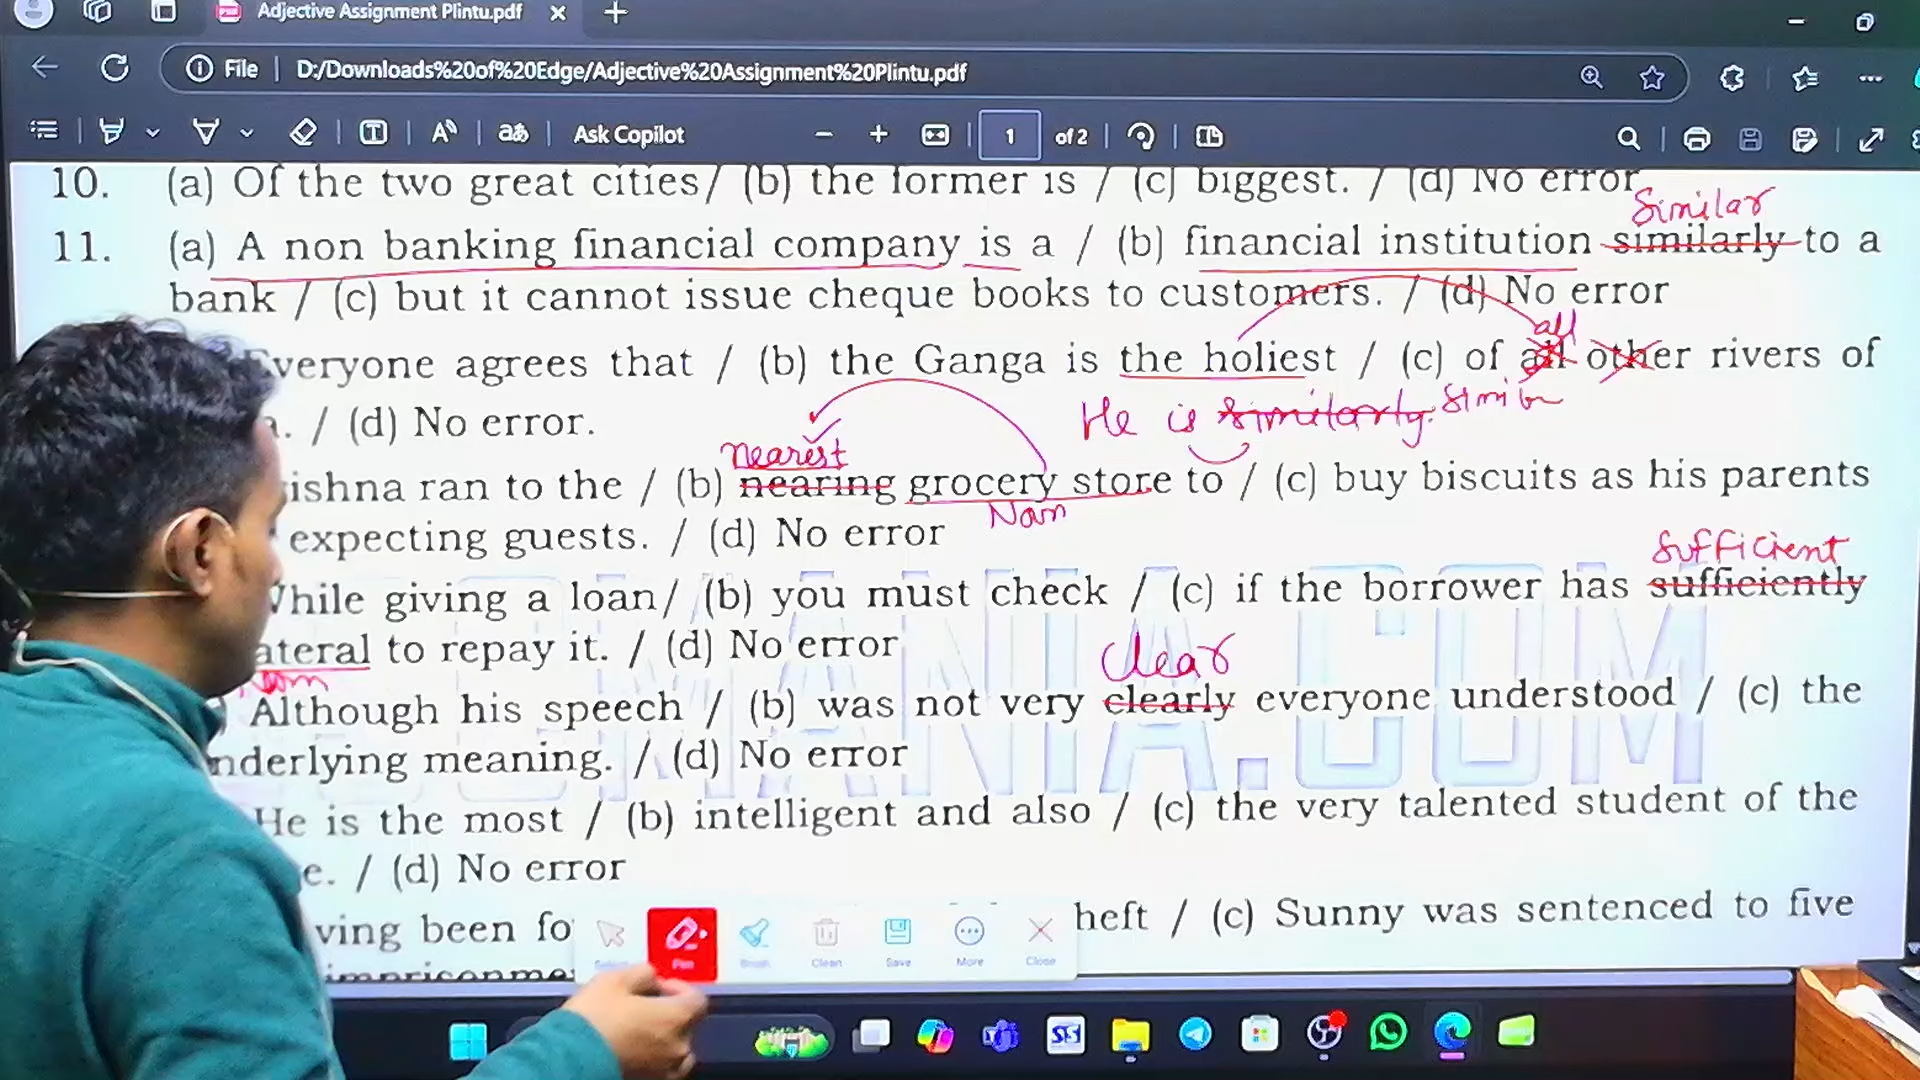 Adjective Assignment Plintu.pdf
File D:/Downloads%20of%20Edge/Adjective%20Assignment%20Plintu.pdf
Ask Copilot 1 of 2
10. (a) Of the two great cities/ (b) the former is / (c) biggest. / (d) No error
Similar
11. (a) A non banking financial company is a / (b) financial institution similarly to a
bank / (c) but it cannot issue cheque books to customers. / (d) No error
all
Everyone agrees that / (b) the Ganga is the holiest / (c) of all other rivers of
/ (d) No error.
He is similarly.
nearest
ishna ran to the / (b) nearing grocery store to / (c) buy biscuits as his parents
expecting guests. / (d) No error
Sufficient
While giving a loan/ (b) you must check / (c) if the borrower has sufficiently
ateral to repay it. / (d) No error
Clear
Although his speech / (b) was not very clearly everyone understood / (c) the
nderlying meaning. / (d) No error
He is the most / (b) intelligent and also / (c) the very talented student of the
e. / (d) No error
ving been fo heft / (c) Sunny was sentenced to five
Pen Brush Clean Save More Close